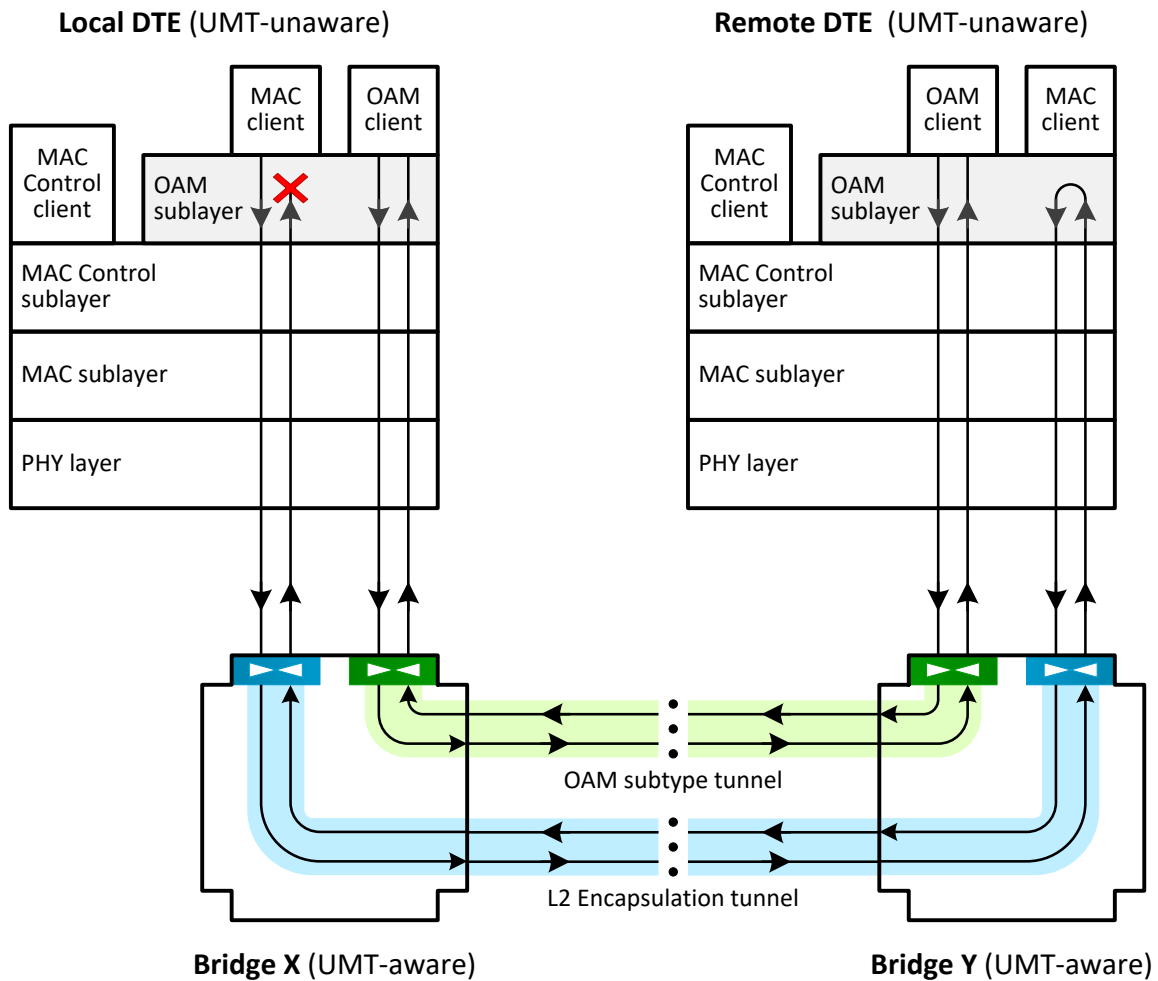 Local DTE (UMT-unaware)
Remote DTE (UMT-unaware)
MAC
client
OAM
client
MAC
Control
client
OAM
sublayer
MAC Control
sublayer
MAC sublayer
PHY layer
OAM
client
MAC
client
MAC
Control
client
OAM
sublayer
MAC Control
sublayer
MAC sublayer
PHY layer
OAM subtype tunnel
L2 Encapsulation tunnel
Bridge X (UMT-aware)
Bridge Y (UMT-aware)